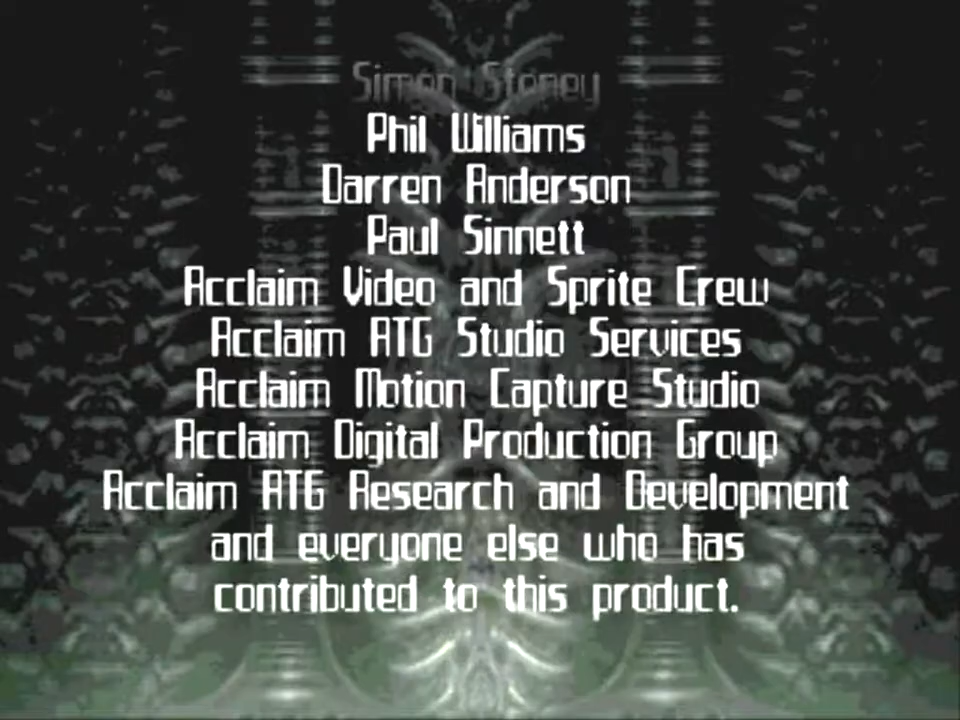 Simon Stoney
Phil Williams
Darren Anderson
Paul Sinnett
Acclaim Video and Sprite Crew
Acclaim ATG Studio Services
Acclaim Motion Capture Studio
Acclaim Digital Production Group
Acclaim ATG Research and Development
and everyone else who has
contributed to this product.